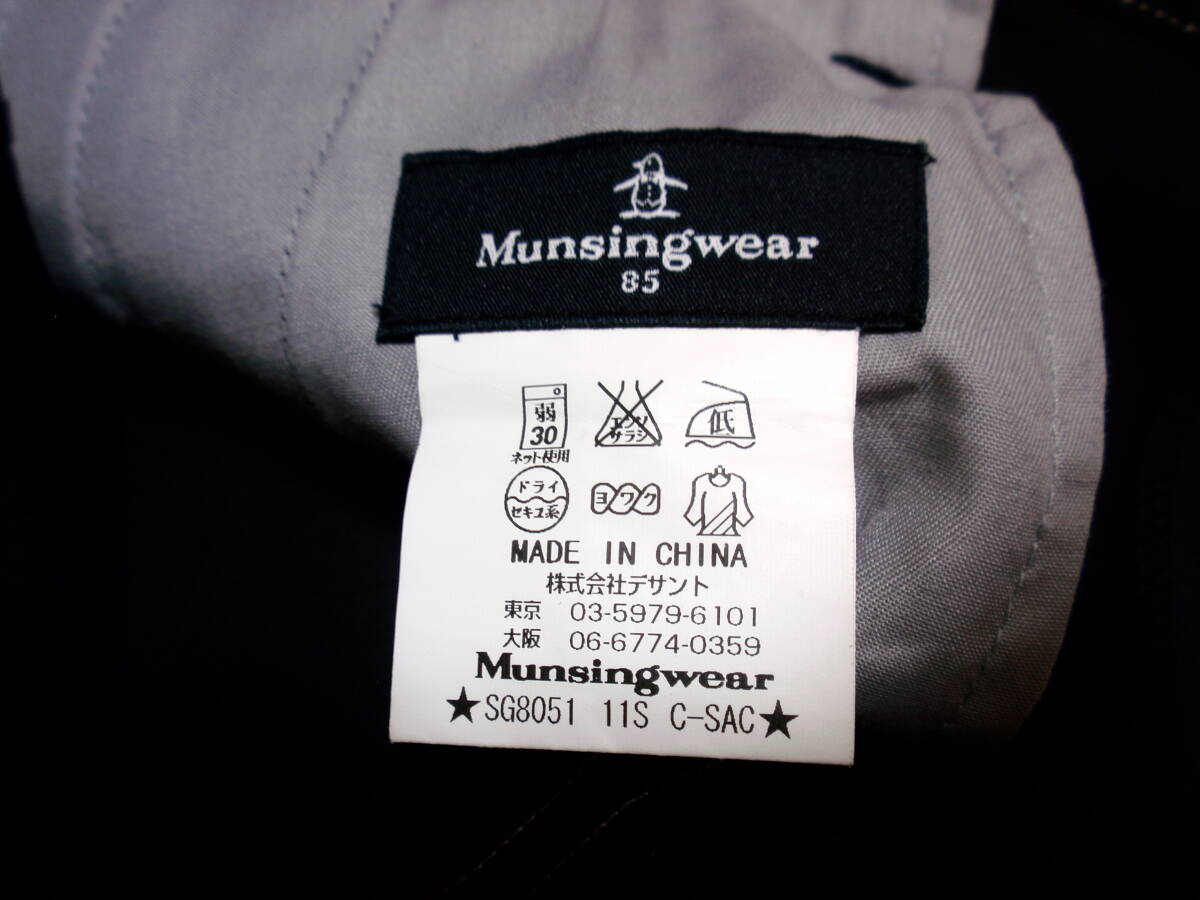 Munsingwear
85
弱
30
ネット使用
エンソ
サラシ
低
ドライ
セキユ系
ヨワク
MADE IN CHINA
株式会社デサント
東京 03-5979-6101
大阪 06-6774-0359
Munsingwear
★SG8051 11S C-SAC★